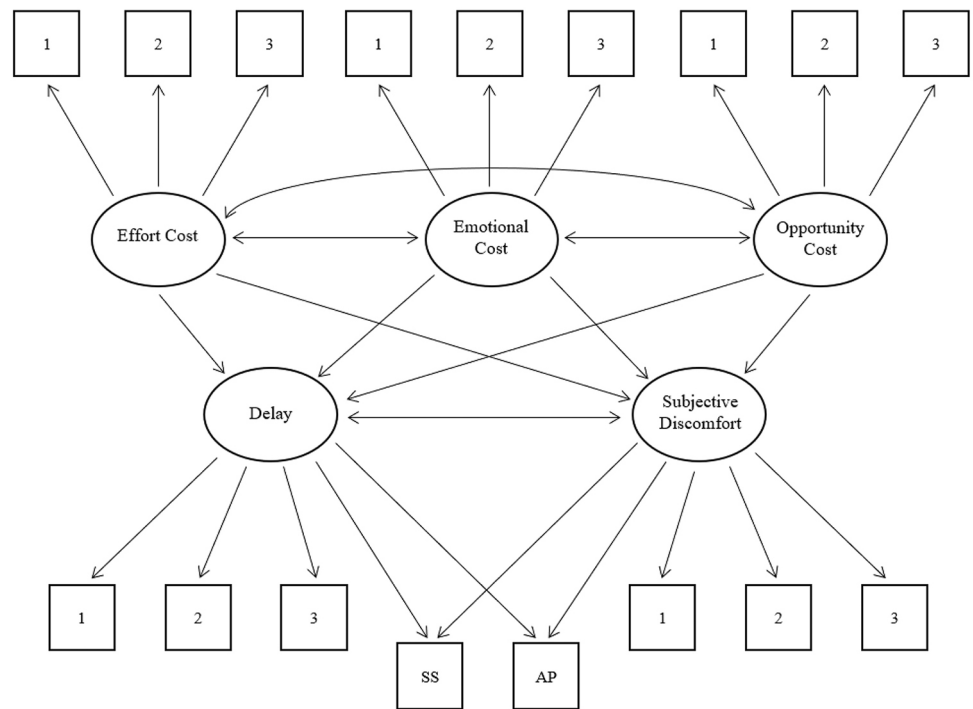 1
2
3
1
2
3
1
2
3
Effort Cost
Emotional
Cost
Opportunity
Cost
Delay
Subjective
Discomfort
1
2
3
1
2
3
SS
AP